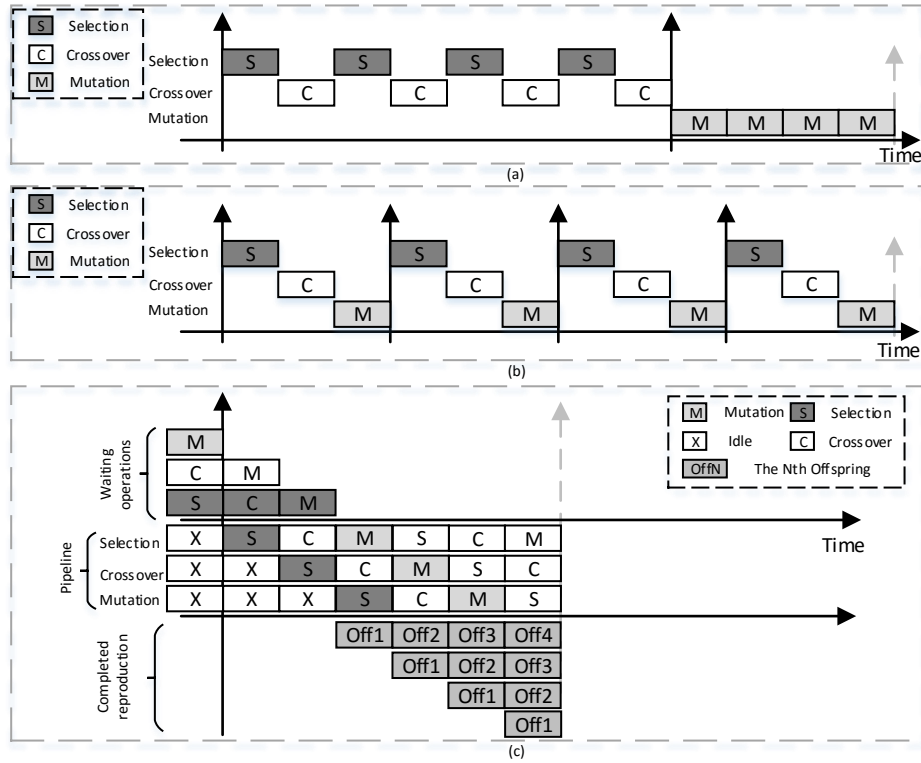 S Selection
C Crossover
M Mutation
Selection S S S S
Crossover C C C C
Mutation M M M M
Time
(a)
S Selection
C Crossover
M Mutation
Selection S S S S
Crossover C C C C
Mutation M M M M
Time
(b)
M Mutation S Selection
X Idle C Crossover
OffN The Nth Offspring
Waiting operations
M
C M
S C M
Time
Pipeline
Selection X S C M S C M
Crossover X X S C M S C
Mutation X X X S C M S
Completed reproduction
Off1 Off2 Off3 Off4
Off1 Off2 Off3
Off1 Off2
Off1
(c)